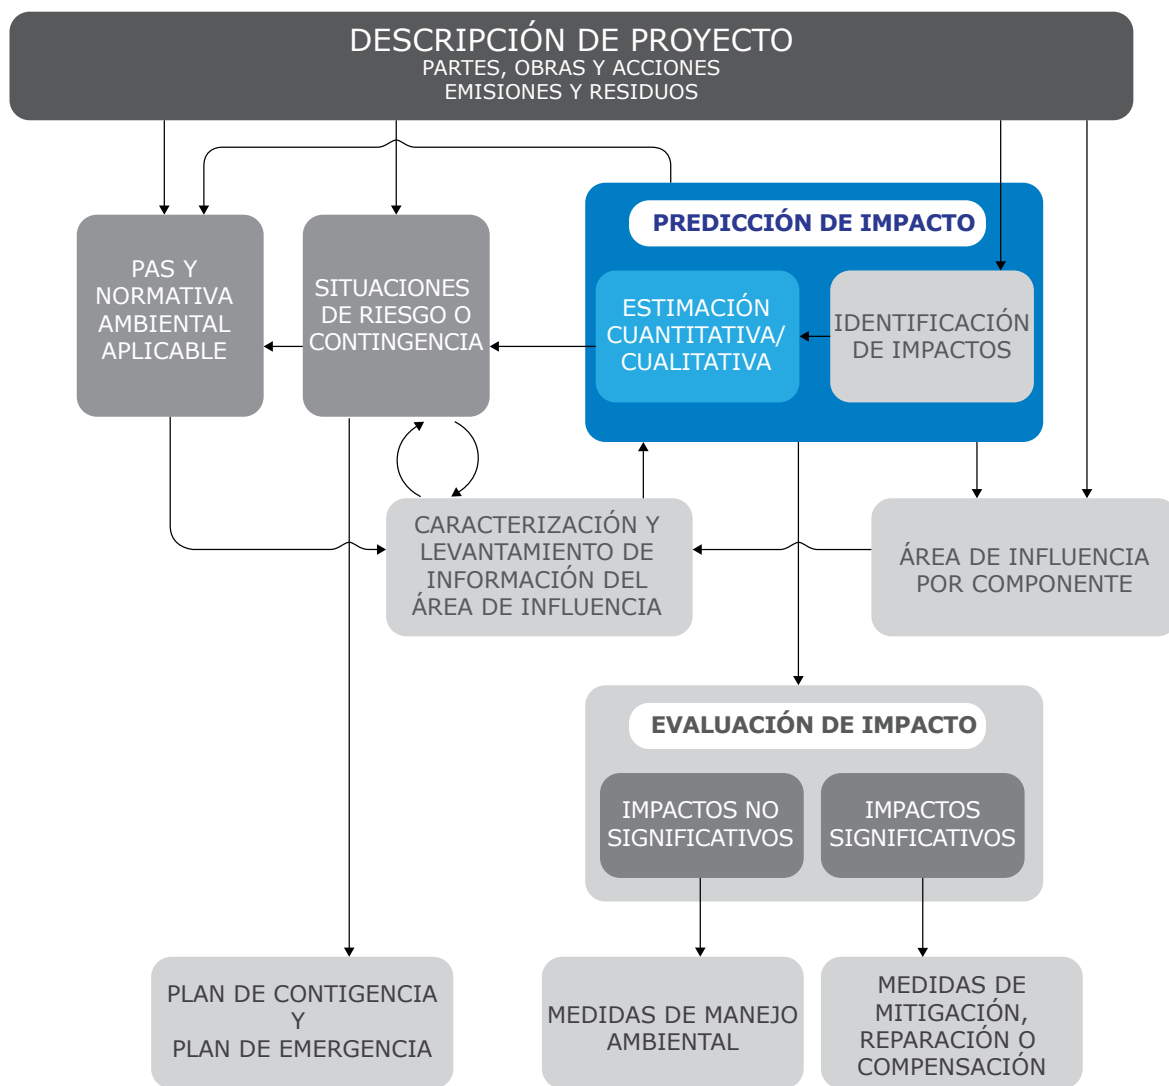 DESCRIPCIÓN DE PROYECTO
PARTES, OBRAS Y ACCIONES
EMISIONES Y RESIDUOS
PREDICCIÓN DE IMPACTO
PAS Y
NORMATIVA
AMBIENTAL
APLICABLE
SITUACIONES
DE RIESGO O
CONTINGENCIA
ESTIMACIÓN
CUANTITATIVA/
CUALITATIVA
IDENTIFICACIÓN
DE IMPACTOS
CARACTERIZACIÓN Y
LEVANTAMIENTO DE
INFORMACIÓN DEL
ÁREA DE INFLUENCIA
ÁREA DE INFLUENCIA
POR COMPONENTE
EVALUACIÓN DE IMPACTO
IMPACTOS NO
SIGNIFICATIVOS
IMPACTOS
SIGNIFICATIVOS
PLAN DE CONTIGENCIA
Y
PLAN DE EMERGENCIA
MEDIDAS DE MANEJO
AMBIENTAL
MEDIDAS DE
MITIGACIÓN,
REPARACIÓN O
COMPENSACIÓN